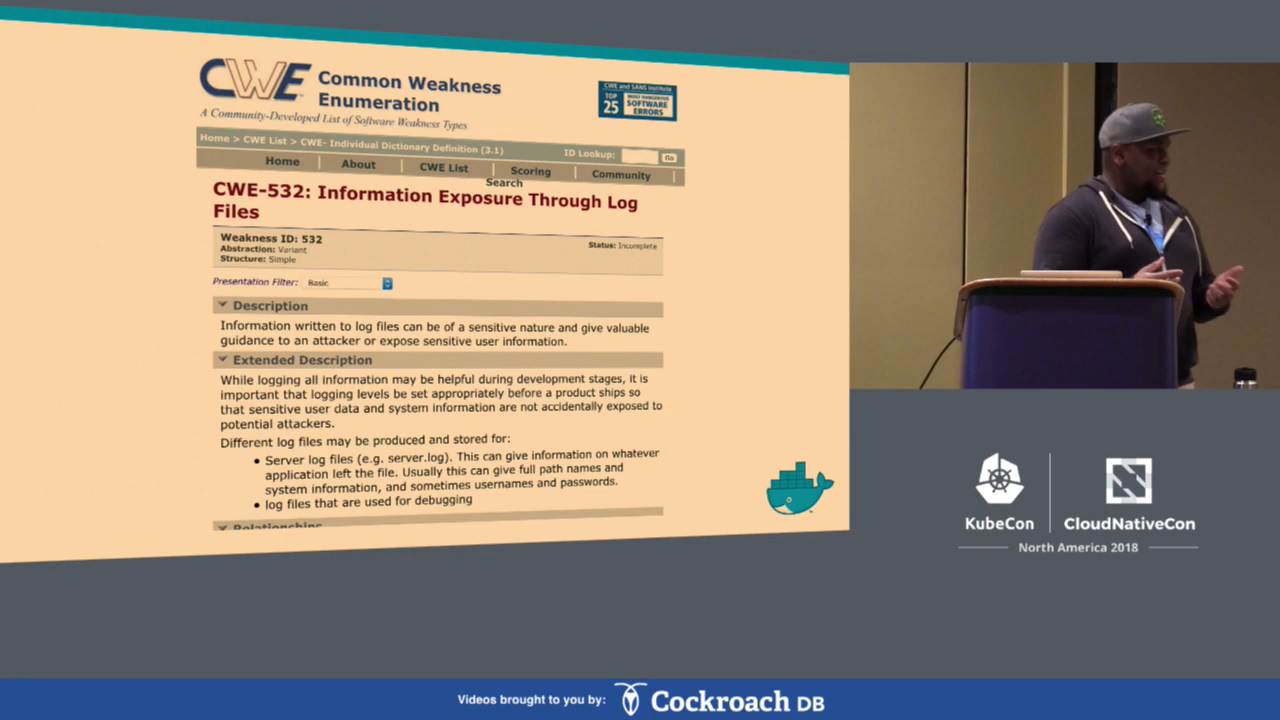 CWE
Common Weakness
Enumeration
A Community-Developed List of Software Weakness Types
CWE and SANS Institute
TOP
25
MOST DANGEROUS
SOFTWARE
ERRORS
Home > CWE List > CWE- Individual Dictionary Definition (3.1)
ID Lookup:
Go
Home
About
CWE List
Scoring
Community
Search
CWE-532: Information Exposure Through Log
Files
Weakness ID: 532
Abstraction: Variant
Structure: Simple
Status: Incomplete
Presentation Filter: Basic
Description
Information written to log files can be of a sensitive nature and give valuable
guidance to an attacker or expose sensitive user information.
Extended Description
While logging all information may be helpful during development stages, it is
important that logging levels be set appropriately before a product ships so
that sensitive user data and system information are not accidentally exposed to
potential attackers.
Different log files may be produced and stored for:
• Server log files (e.g. server.log). This can give information on whatever
application left the file. Usually this can give full path names and
system information, and sometimes usernames and passwords.
• log files that are used for debugging
Relationships
KubeCon
CloudNativeCon
North America 2018
Videos brought to you by:
Cockroach DB